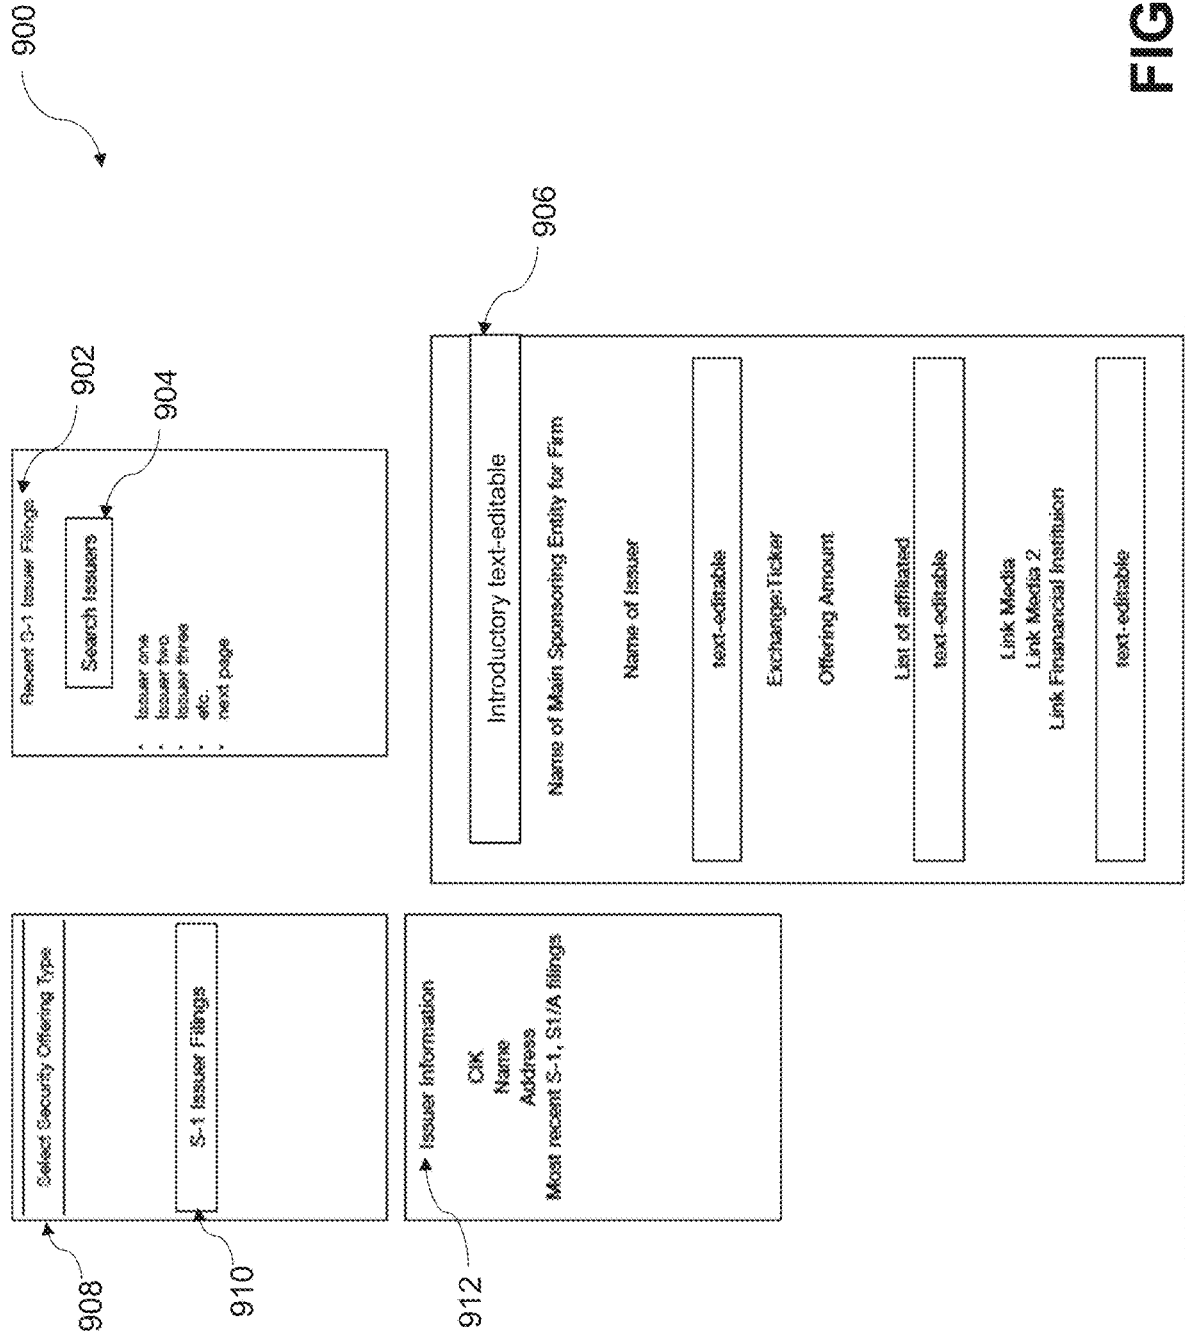 900
908
Select Security Offering Type
910
S-1 Issuer Filings
Recent S-1 Issuer Filings
902
Search Issuers
904
• Issuer one
• Issuer two
• Issuer three
• etc.
• next page
912
Issuer Information
CIK
Name
Address
Most recent S-1, S1/A filings
906
Introductory text-editable
Name of Main Sponsoring Entity for Firm
Name of Issuer
text-editable
Exchange:Ticker
Offering Amount
List of affiliated
text-editable
Link Media
Link Media 2
Link Finanancial Instituion
text-editable
FIG